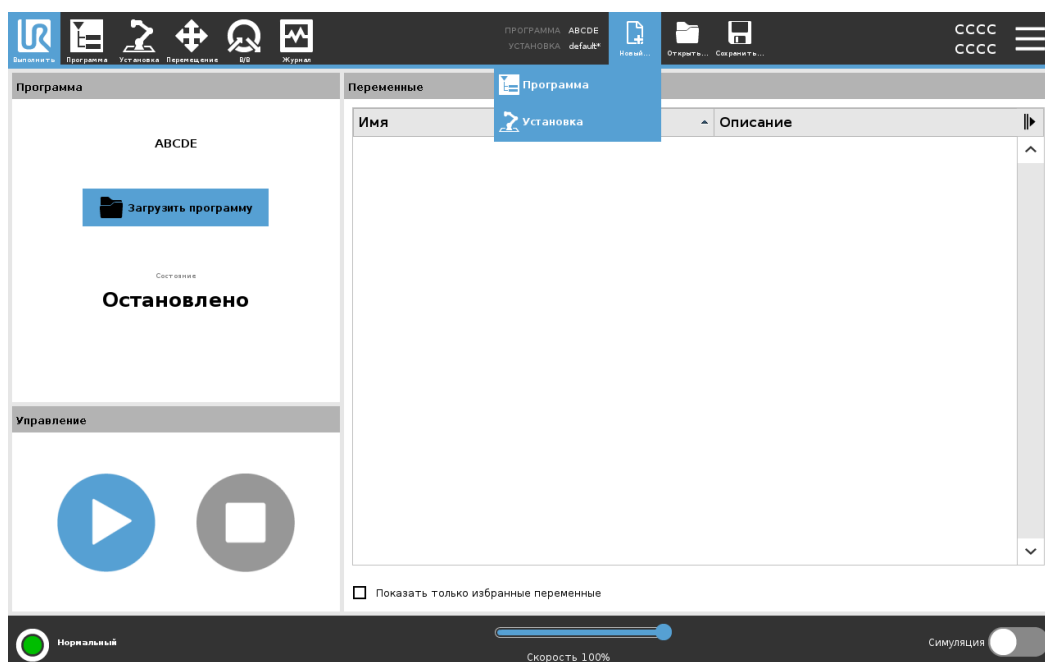 UR
Выполнить Программа Установка Перемещение В/В Журнал
ПРОГРАММА ABCDE
УСТАНОВКА default*
Новый... Открыть... Сохранить...
CCCC
CCCC
Программа
Установка
Программа
ABCDE
Загрузить программу
Состояние
Остановлено
Управление
Переменные
Имя Описание
Показать только избранные переменные
Нормальный
Скорость 100%
Симуляция